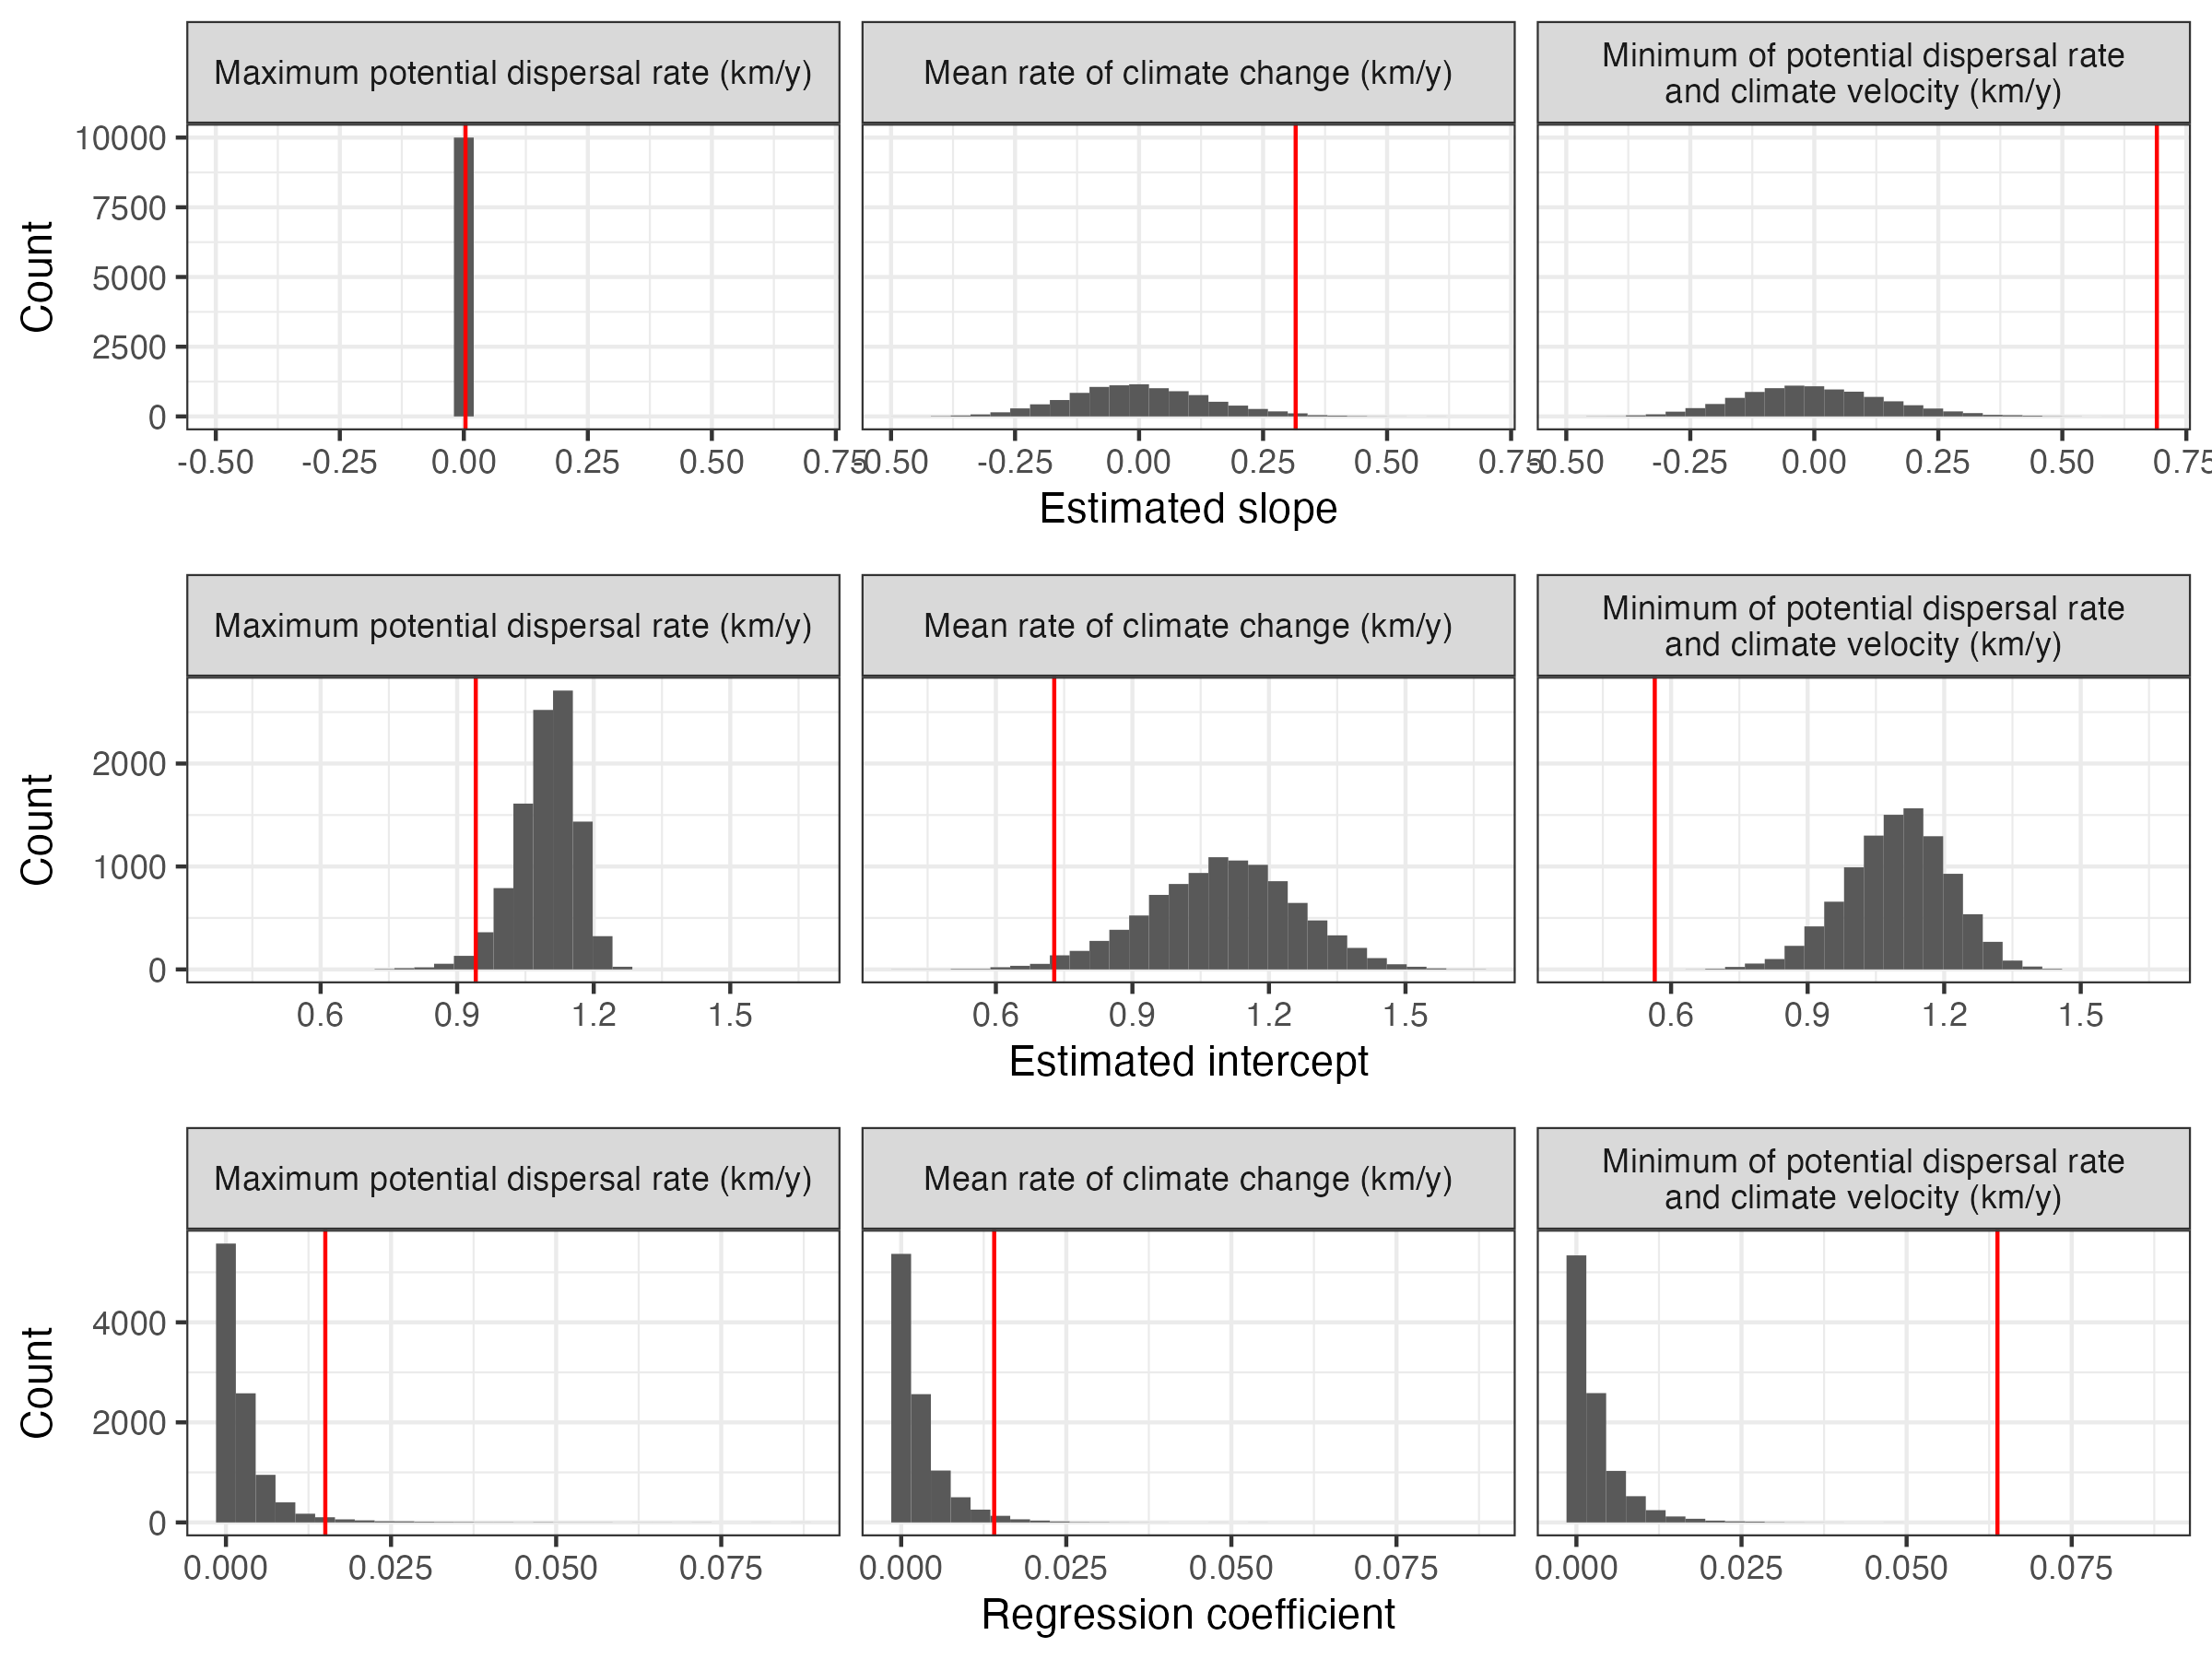 Maximum potential dispersal rate (km/y)
Mean rate of climate change (km/y)
Minimum of potential dispersal rate
and climate velocity (km/y)
Count
10000
7500
5000
2500
0
-0.50 -0.25 0.00 0.25 0.50 0.75
-0.50 -0.25 0.00 0.25 0.50 0.75
-0.50 -0.25 0.00 0.25 0.50 0.75
Estimated slope
Maximum potential dispersal rate (km/y)
Mean rate of climate change (km/y)
Minimum of potential dispersal rate
and climate velocity (km/y)
Count
2000
1000
0
0.6 0.9 1.2 1.5
0.6 0.9 1.2 1.5
0.6 0.9 1.2 1.5
Estimated intercept
Maximum potential dispersal rate (km/y)
Mean rate of climate change (km/y)
Minimum of potential dispersal rate
and climate velocity (km/y)
Count
4000
2000
0
0.000 0.025 0.050 0.075
0.000 0.025 0.050 0.075
0.000 0.025 0.050 0.075
Regression coefficient